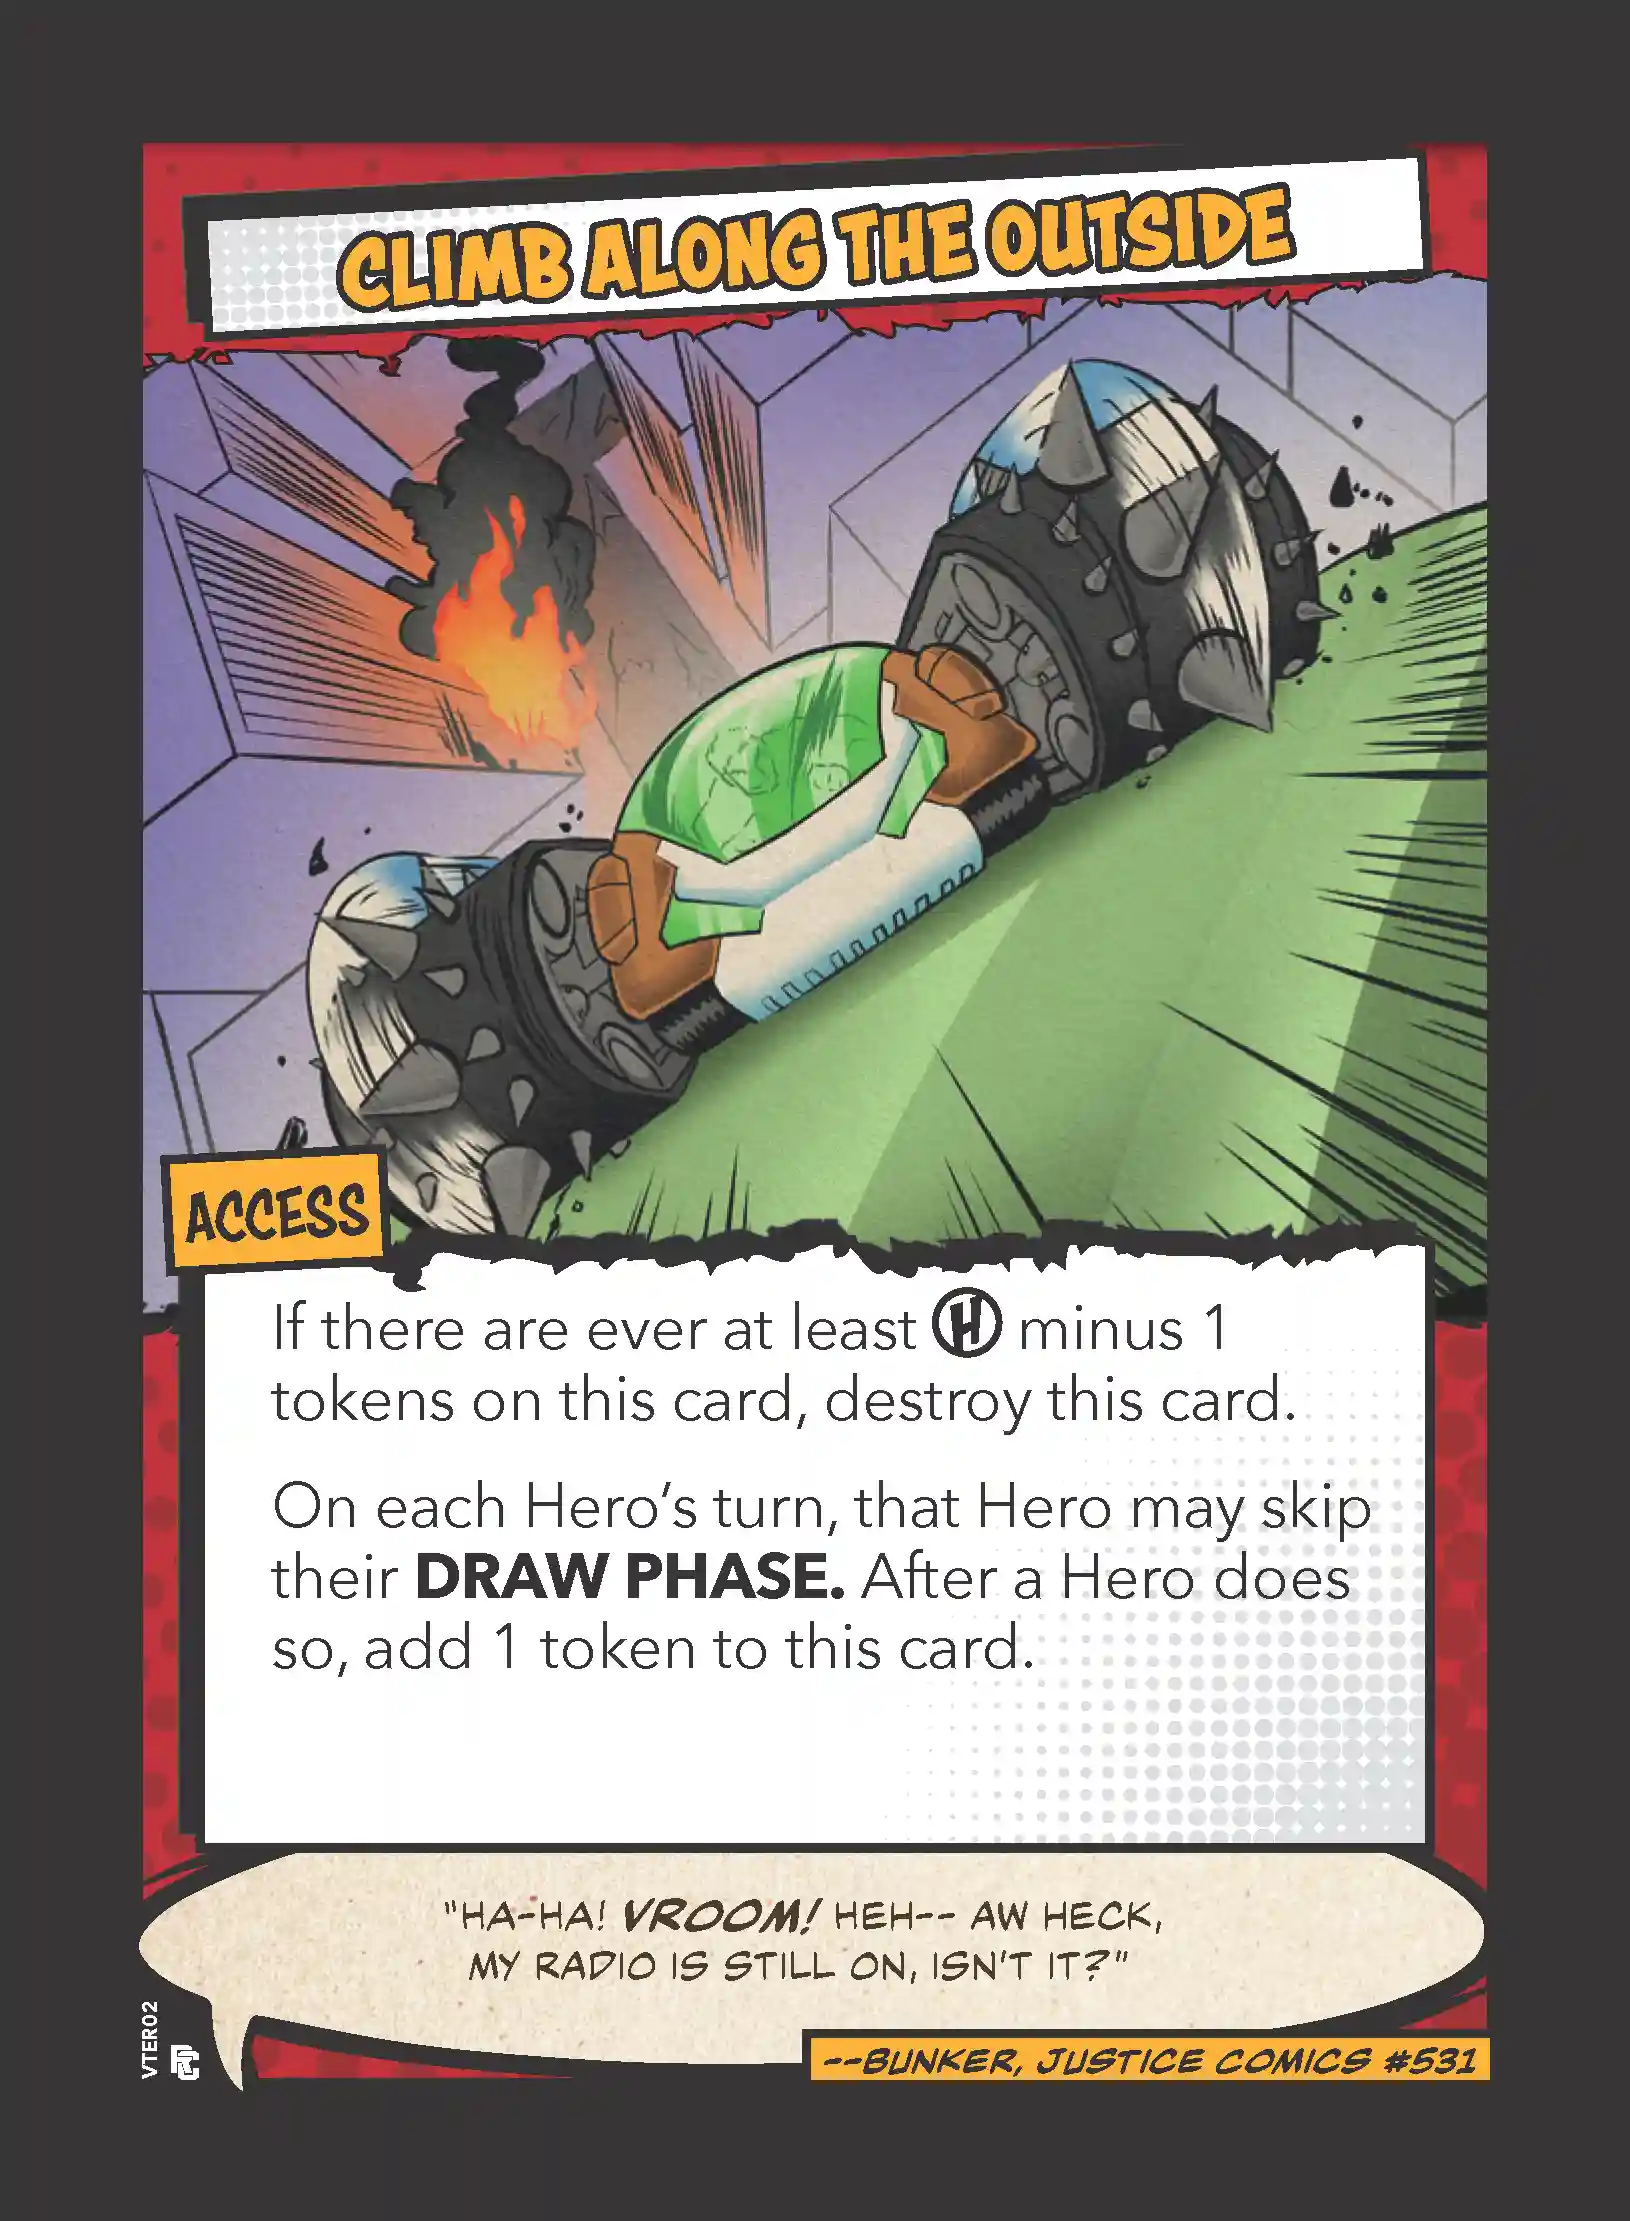 CLIMB ALONG THE OUTSIDE
ACCESS
If there are ever at least Ⓗ minus 1
tokens on this card, destroy this card.
On each Hero's turn, that Hero may skip
their DRAW PHASE. After a Hero does
so, add 1 token to this card.
"HA-HA! VROOM! HEH-- AW HECK,
MY RADIO IS STILL ON, ISN'T IT?"
--BUNKER, JUSTICE COMICS #531
VTER02